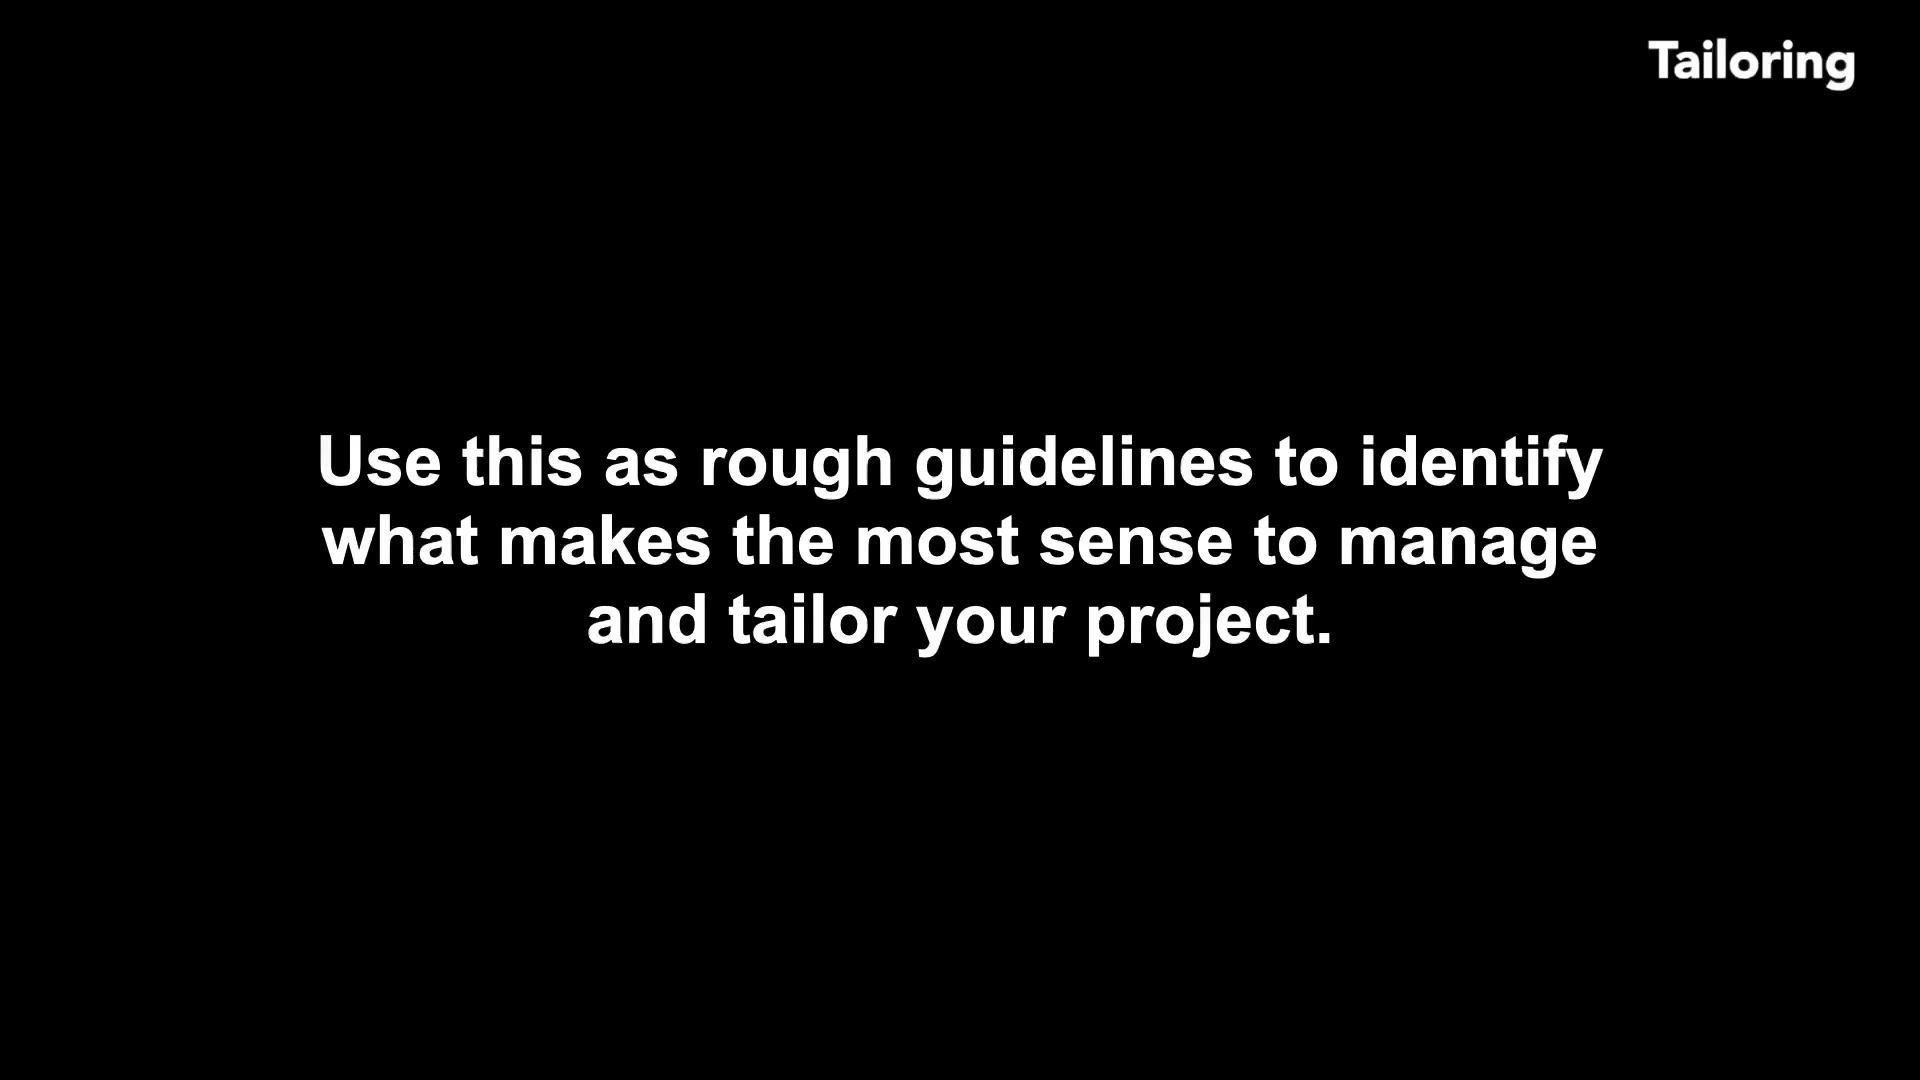 Tailoring
Use this as rough guidelines to identify
what makes the most sense to manage
and tailor your project.